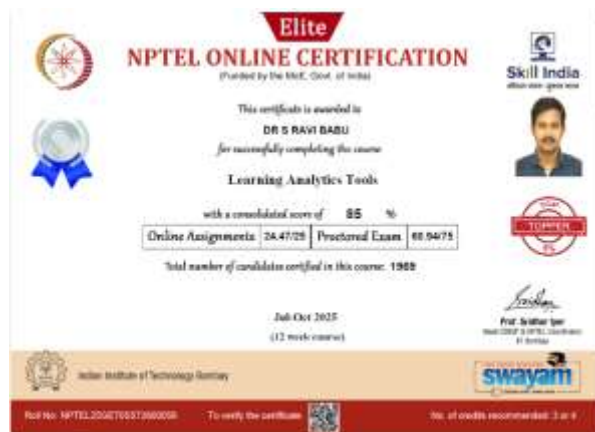 Elite
NPTEL ONLINE CERTIFICATION
(Funded by the MoE, Govt. of India)
Skill India
This certificate is awarded to
DR S RAVI BABU
for successfully completing the course
Learning Analytics Tools
with a consolidated score of 85 %
Online Assignments 24.47/25 Proctored Exam 60.94/75
TOPPER
Total number of candidates certified in this course: 1969
Jul-Oct 2025
(12 week course)
Prof. Sridhar Iyer
Indian Institute of Technology Bombay
swayam
Roll No:
To verify the certificate
No. of credits recommended: 3 or 4